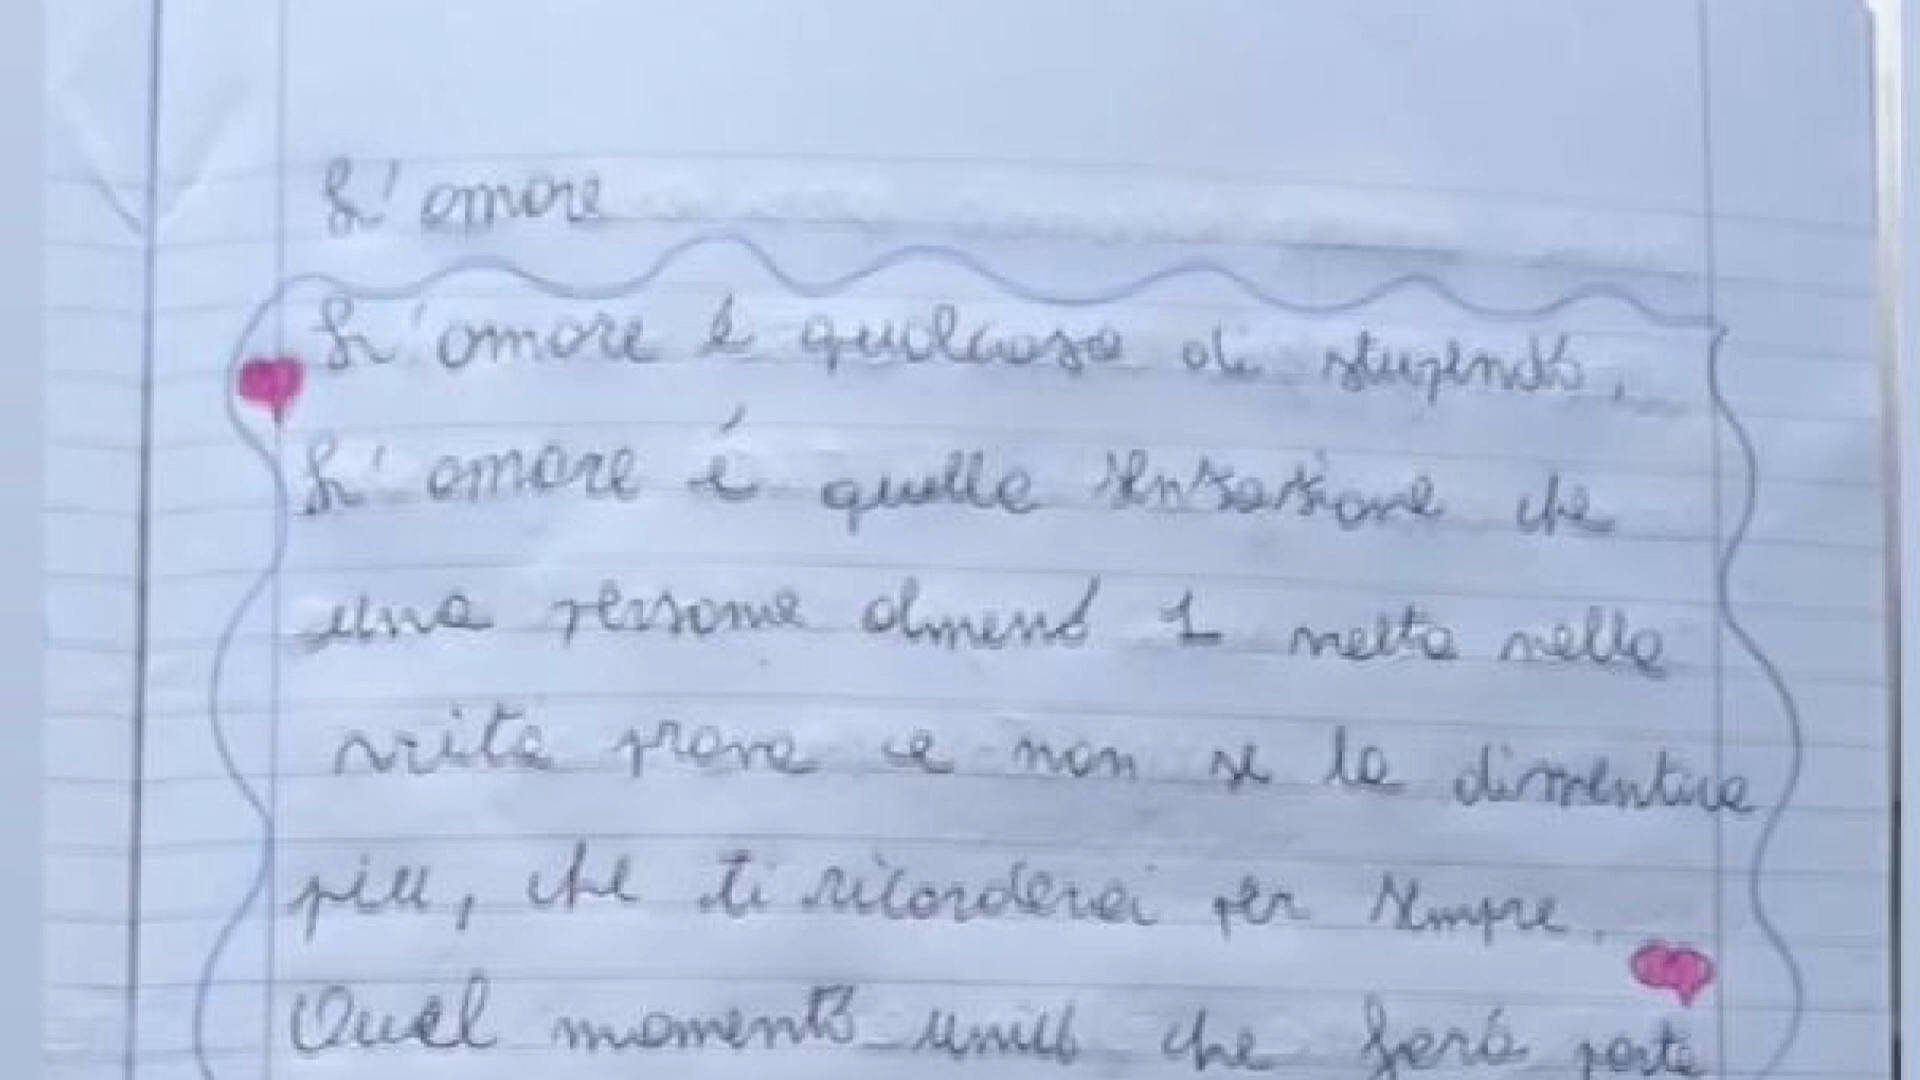 L'amore
L'amore è qualcosa di stupendo,
L'amore é quella sensazione che
una persona almeno 1 volta nella
vita prova e non se la dimentica
piu, che ti ricorderai per sempre.
Quel momento unico che farà parte